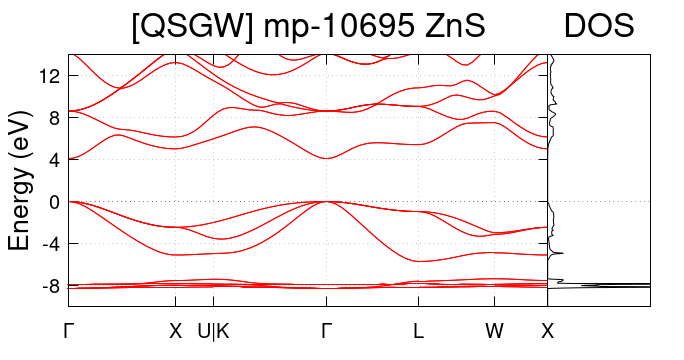 [QSGW] mp-10695 ZnS DOS
Energy (eV)
12
8
4
0
-4
-8
Γ X U|K Γ L W X